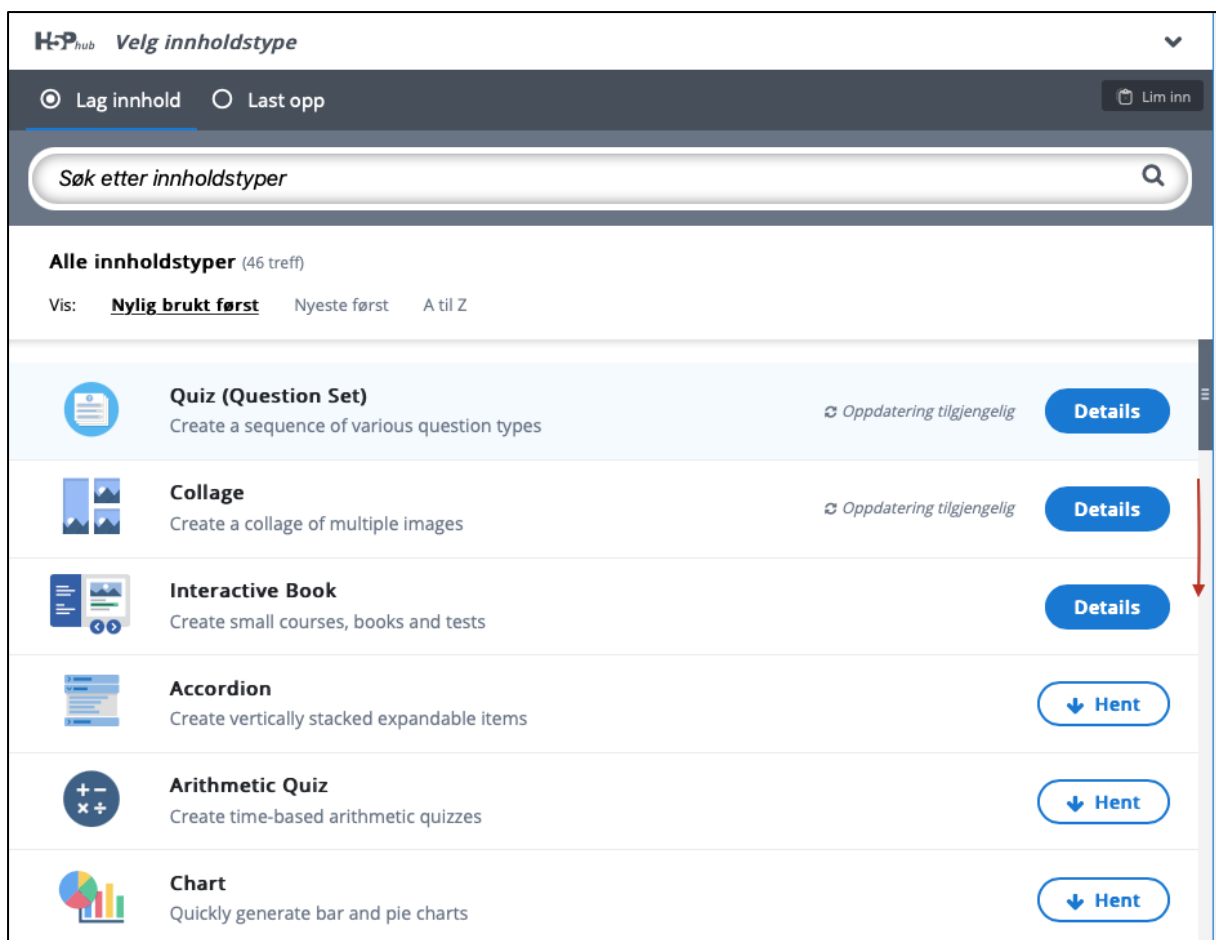 H5Phub Velg innholdstype
Lag innhold Last opp Lim inn
Søk etter innholdstyper
Alle innholdstyper (46 treff)
Vis: Nylig brukt først Nyeste først A til Z
Quiz (Question Set)
Create a sequence of various question types
Oppdatering tilgjengelig Details
Collage
Create a collage of multiple images
Oppdatering tilgjengelig Details
Interactive Book
Create small courses, books and tests
Details
Accordion
Create vertically stacked expandable items
Hent
Arithmetic Quiz
Create time-based arithmetic quizzes
Hent
Chart
Quickly generate bar and pie charts
Hent